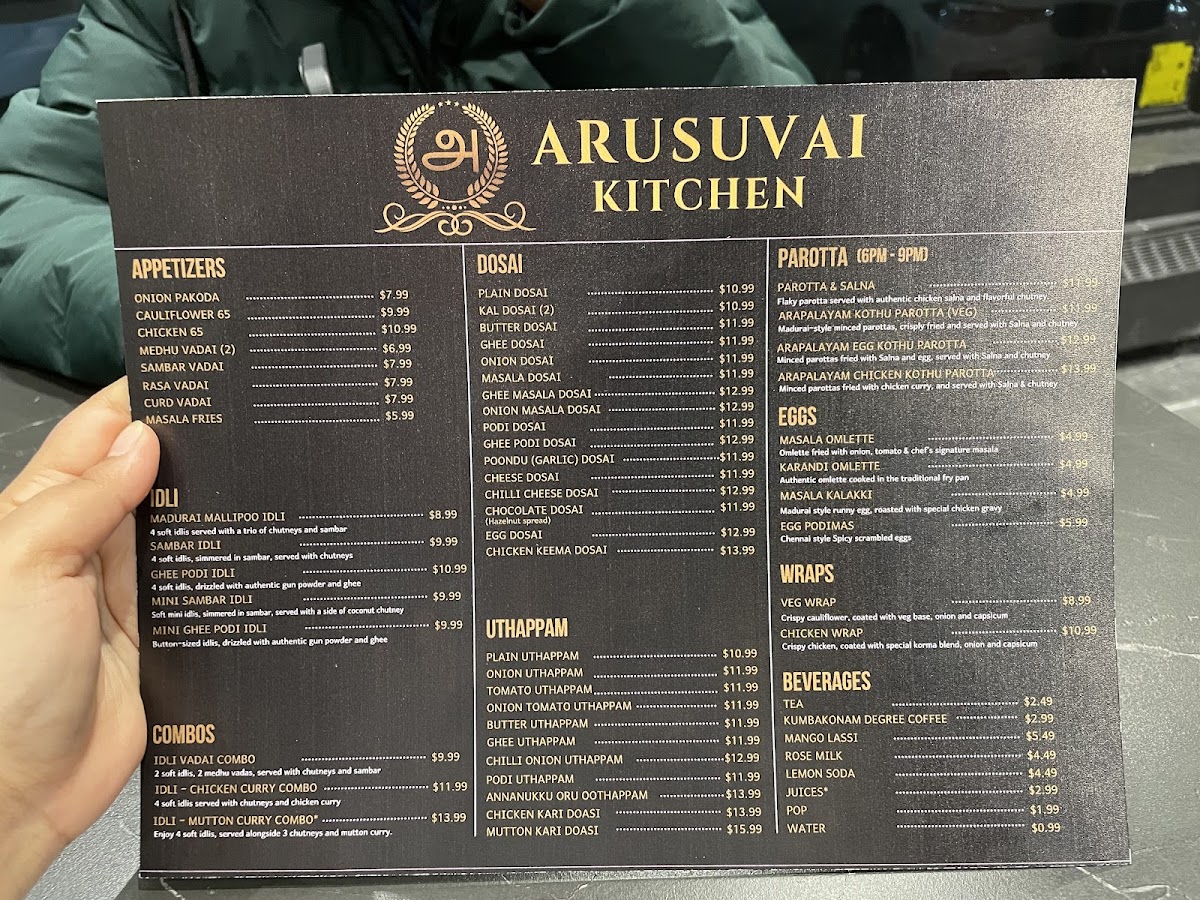 அ
ARUSUVAI
KITCHEN
APPETIZERS
ONION PAKODA $7.99
CAULIFLOWER 65 $9.99
CHICKEN 65 $10.99
MEDHU VADAI (2) $6.99
SAMBAR VADAI $7.99
RASA VADAI $7.99
CURD VADAI $7.99
MASALA FRIES $5.99
IDLI
MADURAI MALLIPOO IDLI $8.99
4 soft idlis served with a trio of chutneys and sambar
SAMBAR IDLI $9.99
4 soft idlis, simmered in sambar, served with chutneys
GHEE PODI IDLI $10.99
4 soft idlis, drizzled with authentic gun powder and ghee
MINI SAMBAR IDLI $9.99
Soft mini idlis, simmered in sambar, served with a side of coconut chutney
MINI GHEE PODI IDLI $9.99
Button-sized idlis, drizzled with authentic gun powder and ghee
COMBOS
IDLI VADAI COMBO $9.99
2 soft idlis, 2 medhu vadas, served with chutneys and sambar
IDLI - CHICKEN CURRY COMBO $11.99
4 soft idlis served with chutneys and chicken curry
IDLI - MUTTON CURRY COMBO* $13.99
Enjoy 4 soft idlis, served alongside 3 chutneys and mutton curry.
DOSAI
PLAIN DOSAI $10.99
KAL DOSAI (2) $10.99
BUTTER DOSAI $11.99
GHEE DOSAI $11.99
ONION DOSAI $11.99
MASALA DOSAI $11.99
GHEE MASALA DOSAI $12.99
ONION MASALA DOSAI $12.99
PODI DOSAI $11.99
GHEE PODI DOSAI $12.99
POONDU (GARLIC) DOSAI $11.99
CHEESE DOSAI $11.99
CHILLI CHEESE DOSAI $12.99
CHOCOLATE DOSAI $11.99
(Hazelnut spread)
EGG DOSAI $12.99
CHICKEN KEEMA DOSAI $13.99
UTHAPPAM
PLAIN UTHAPPAM $10.99
ONION UTHAPPAM $11.99
TOMATO UTHAPPAM $11.99
ONION TOMATO UTHAPPAM $11.99
BUTTER UTHAPPAM $11.99
GHEE UTHAPPAM $11.99
CHILLI ONION UTHAPPAM $12.99
PODI UTHAPPAM $11.99
ANNANUKKU ORU OOTHAPPAM $13.99
CHICKEN KARI DOASI $13.99
MUTTON KARI DOASI $15.99
PAROTTA (6PM - 9PM)
PAROTTA & SALNA $11.99
Flaky parotta served with authentic chicken salna and flavorful chutney
ARAPALAYAM KOTHU PAROTTA (VEG) $10.99
Madurai-style minced parottas, crisply fried and served with Salna and chutney
ARAPALAYAM EGG KOTHU PAROTTA $12.99
Minced parottas fried with Salna and egg, served with Salna and chutney
ARAPALAYAM CHICKEN KOTHU PAROTTA $13.99
Minced parottas fried with chicken curry, and served with Salna & chutney
EGGS
MASALA OMLETTE $4.99
Omlette fried with onion, tomato & chef's signature masala
KARANDI OMLETTE $4.99
Authentic omlette cooked in the traditional fry pan
MASALA KALAKKI $4.99
Madurai style runny egg, roasted with special chicken gravy
EGG PODIMAS $5.99
Chennai style Spicy scrambled eggs
WRAPS
VEG WRAP $8.99
Crispy cauliflower, coated with veg base, onion and capsicum
CHICKEN WRAP $10.99
Crispy chicken, coated with special korma blend, onion and capsicum
BEVERAGES
TEA $2.49
KUMBAKONAM DEGREE COFFEE $2.99
MANGO LASSI $5.49
ROSE MILK $4.49
LEMON SODA $4.49
JUICES* $2.99
POP $1.99
WATER $0.99